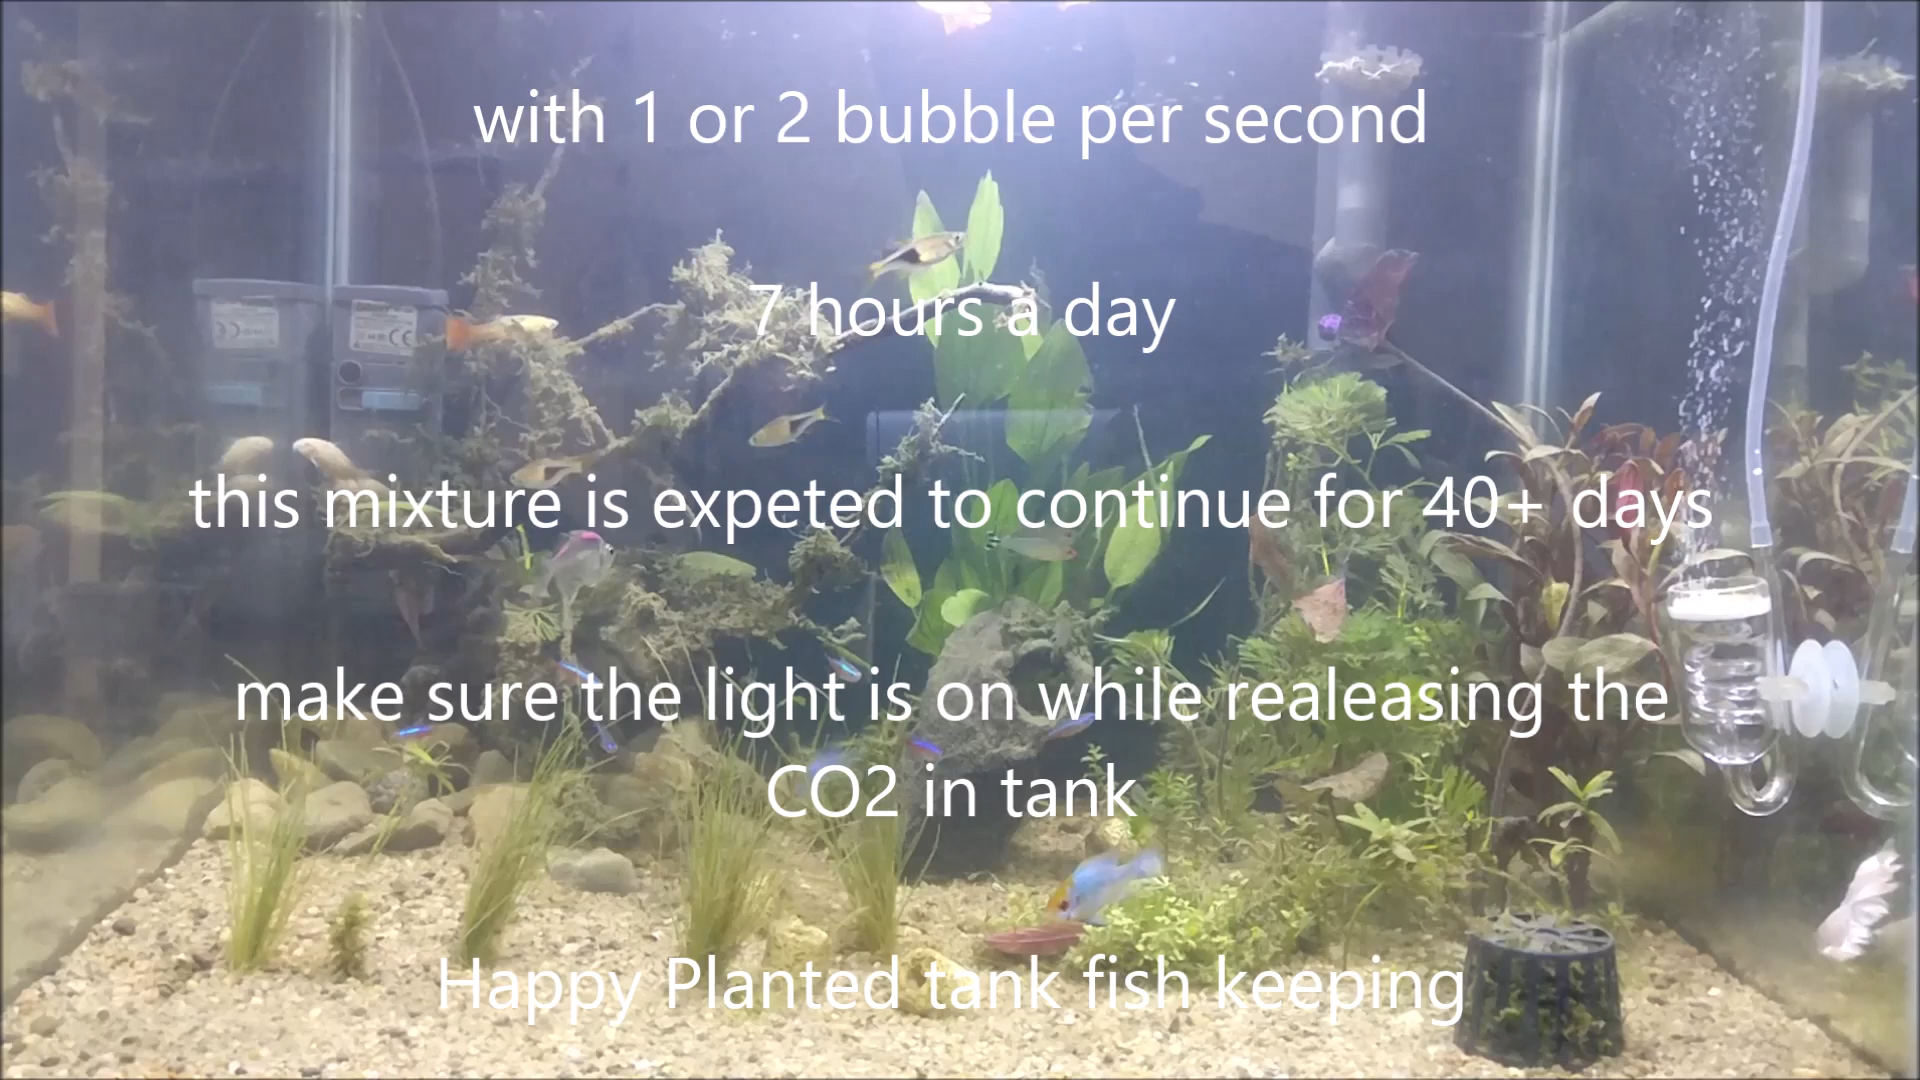 with 1 or 2 bubble per second
7 hours a day
this mixture is expeted to continue for 40+ days
make sure the light is on while realeasing the
CO2 in tank
Happy Planted tank fish keeping